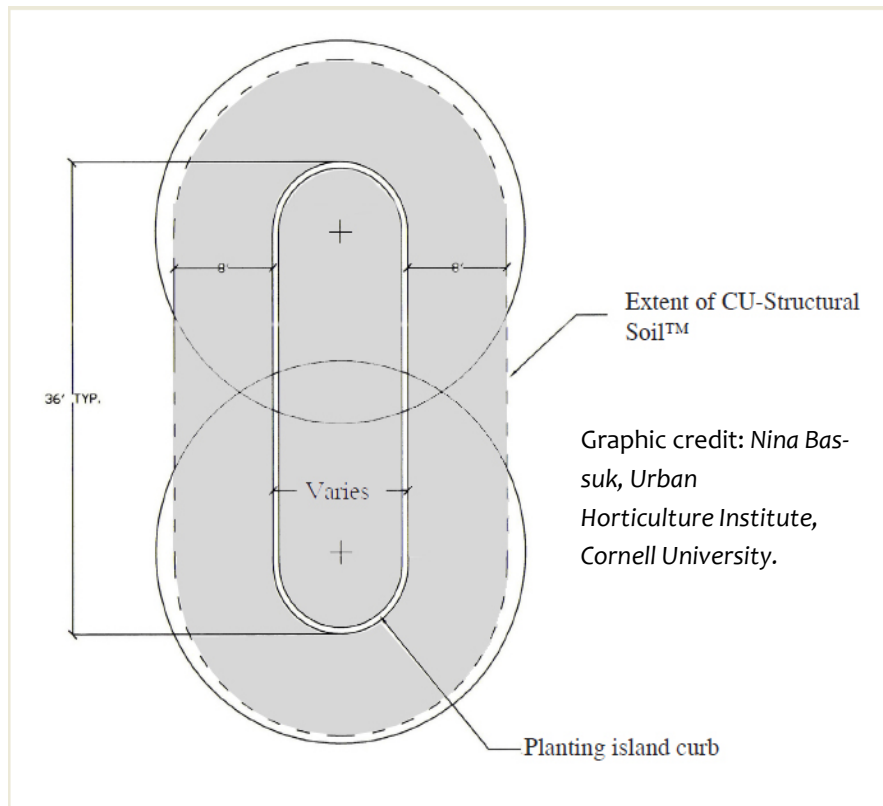 8'
8'
Extent of CU-Structural
Soil™
36' TYP.
Graphic credit: Nina Bas-
suk, Urban
Horticulture Institute,
Cornell University.
Varies
Planting island curb